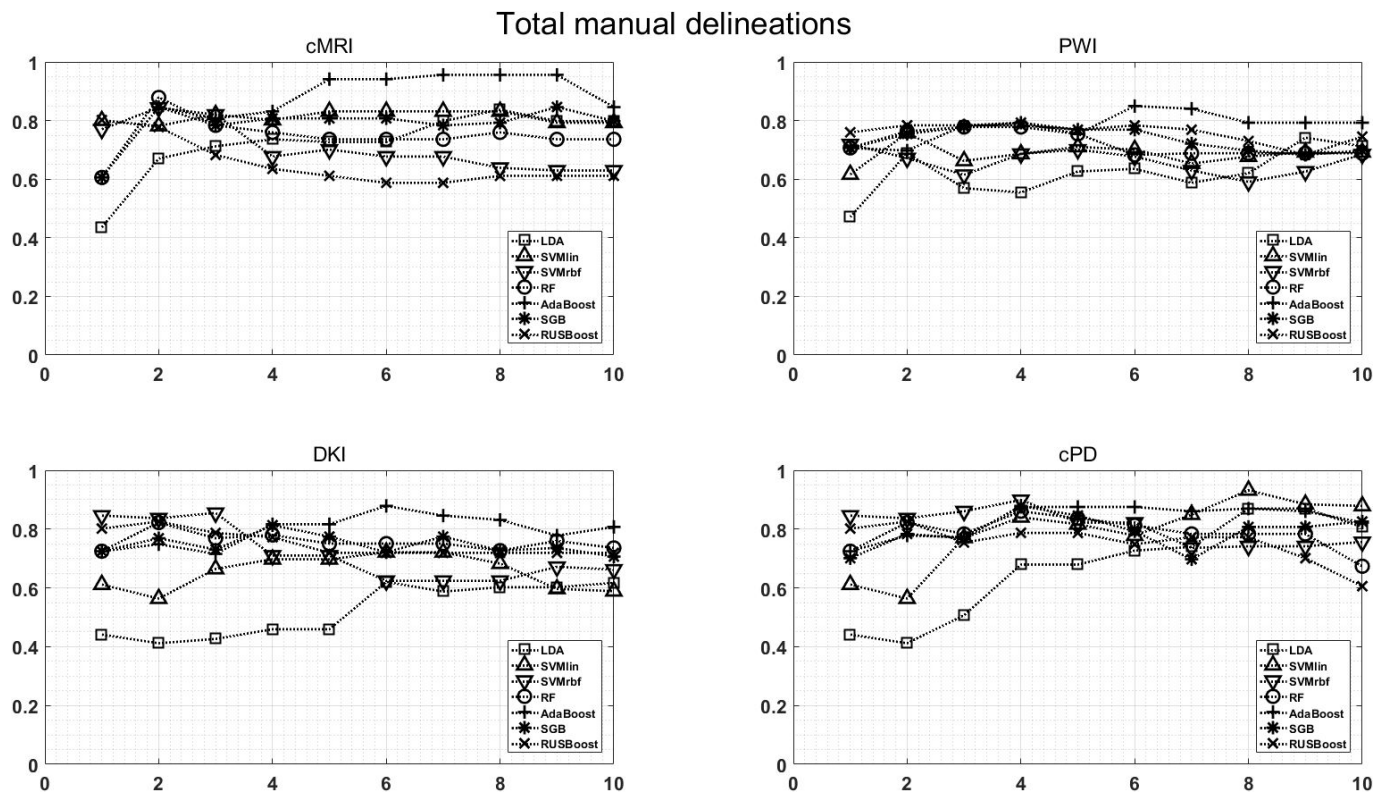 Total manual delineations
cMRI
1
0.8
0.6
0.4
0.2
0
0 2 4 6 8 10
LDA
SVMlin
SVMrbf
RF
AdaBoost
SGB
RUSBoost
PWI
1
0.8
0.6
0.4
0.2
0
0 2 4 6 8 10
LDA
SVMlin
SVMrbf
RF
AdaBoost
SGB
RUSBoost
DKI
1
0.8
0.6
0.4
0.2
0
0 2 4 6 8 10
LDA
SVMlin
SVMrbf
RF
AdaBoost
SGB
RUSBoost
cPD
1
0.8
0.6
0.4
0.2
0
0 2 4 6 8 10
LDA
SVMlin
SVMrbf
RF
AdaBoost
SGB
RUSBoost